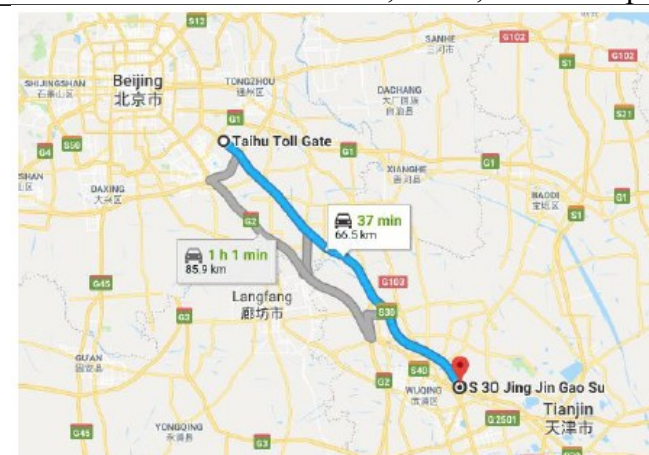 S12
G102
SANHE
三河市
S1
G102
SHIJINGSHAN
石景山区
Beijing
北京市
TONGZHOU
通州区
DACHANG
大厂回族
自治县
G1
S21
Taihu Toll Gate
G4
S50
G1
XIANGHE
香河县
G1
SHAN
山区
DAXING
大兴区
BAODI
宝坻区
S1
G2
37 min
66.5 km
1 h 1 min
85.9 km
G103
G45
Langfang
廊坊市
S30
G3
GU'AN
固安县
S40
G2
WUQING
武清区
S 30 Jing Jin Gao Su
Tianjin
天津市
G2501
G45
YONGQING
永清县
G3